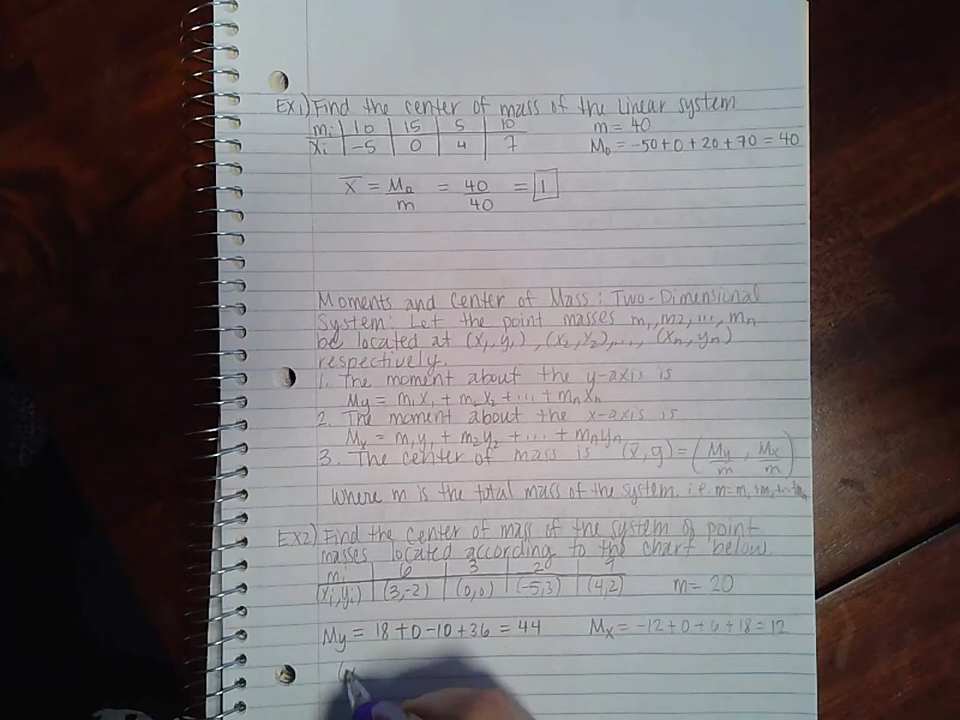 EX1) Find the center of mass of the linear system
mi | 10 | 15 | 5 | 10 m = 40
xi | -5 | 0 | 4 | 7 M0 = -50+0+20+70 = 40
x̄ = M0/m = 40/40 = 1
Moments and Center of Mass: Two-Dimensional
System: Let the point masses m1, m2, ..., mn
be located at (x1, y1), (x2, y2), ..., (xn, yn)
respectively.
1. The moment about the y-axis is
My = m1x1 + m2x2 + ... + mnxn
2. The moment about the x-axis is
Mx = m1y1 + m2y2 + ... + mnyn
3. The center of mass is (x̄, ȳ) = (My/m, Mx/m)
where m is the total mass of the system. i.e. m = m1 + m2 + ... + mn
EX2) Find the center of mass of the system of point
masses located according to the chart below.
mi | 6 | 3 | 2 | 9
(xi, yi) | (3,-2) | (0,0) | (-5,3) | (4,2) m = 20
My = 18+0-10+36 = 44 Mx = -12+0+6+18 = 12